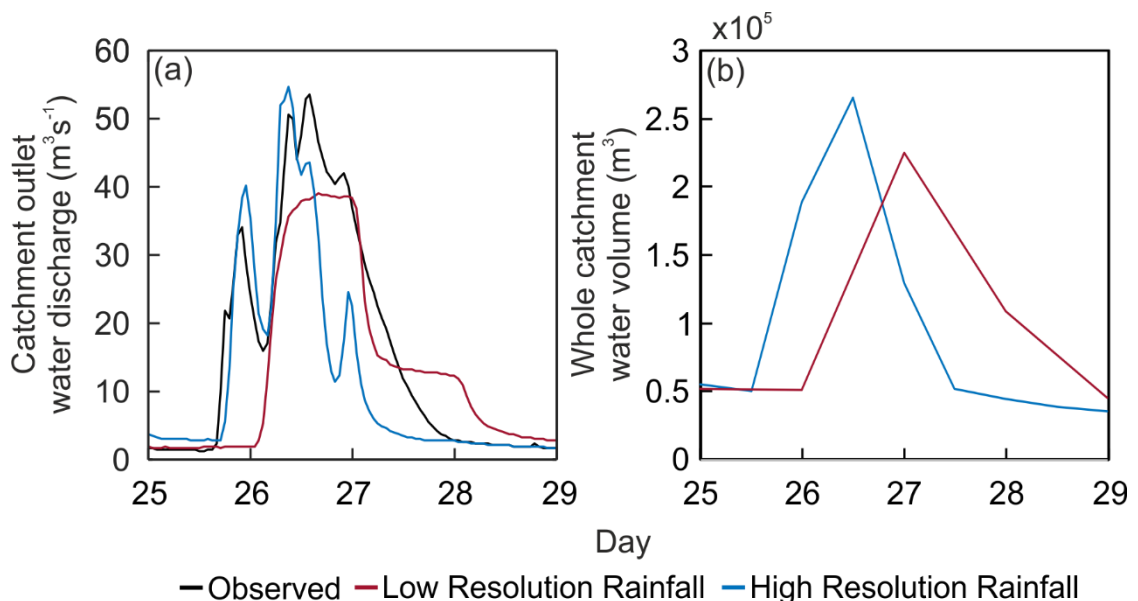 x10⁵
(a)
Catchment outlet
water discharge (m³s⁻¹)
60
50
40
30
20
10
0
25 26 27 28 29
(b)
Whole catchment
water volume (m³)
3
2.5
2
1.5
1
0.5
0
25 26 27 28 29
Day
Observed Low Resolution Rainfall High Resolution Rainfall